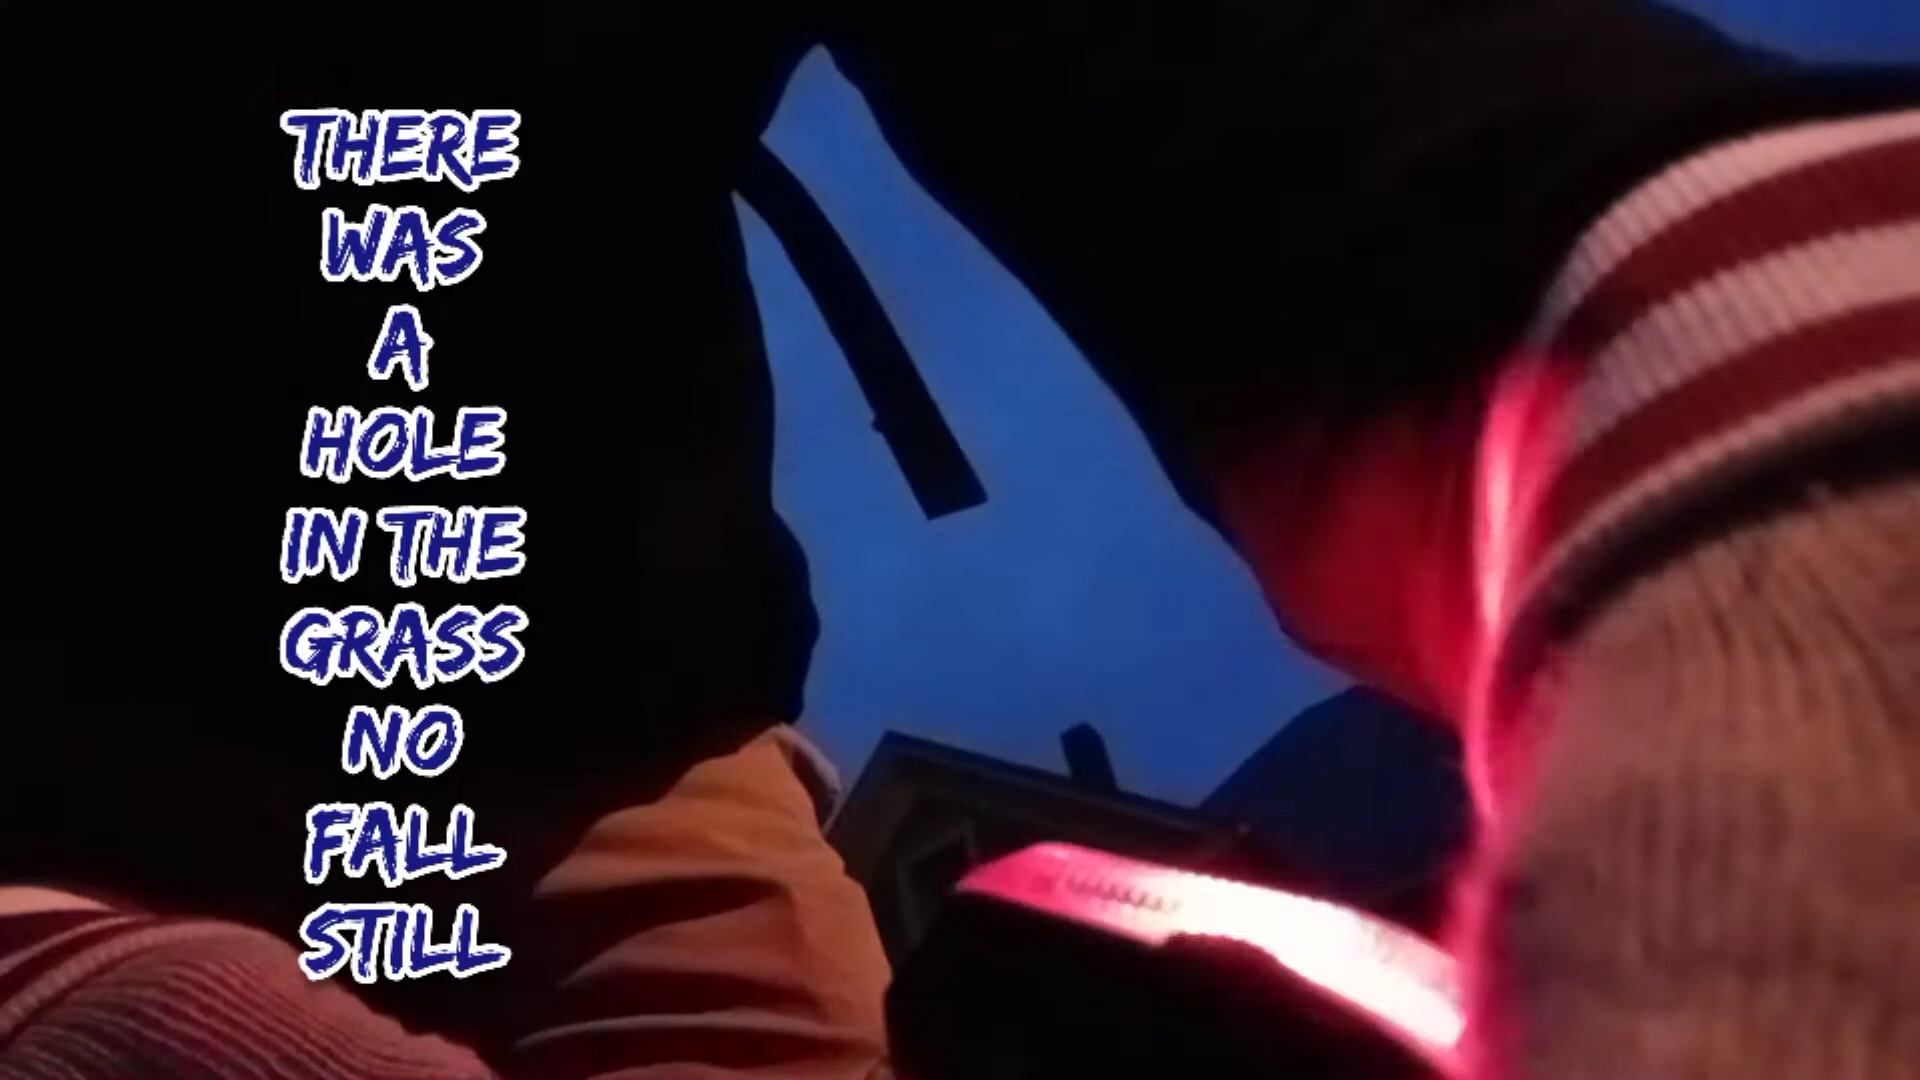 THERE
WAS
A
HOLE
IN THE
GRASS
NO
FALL
STILL